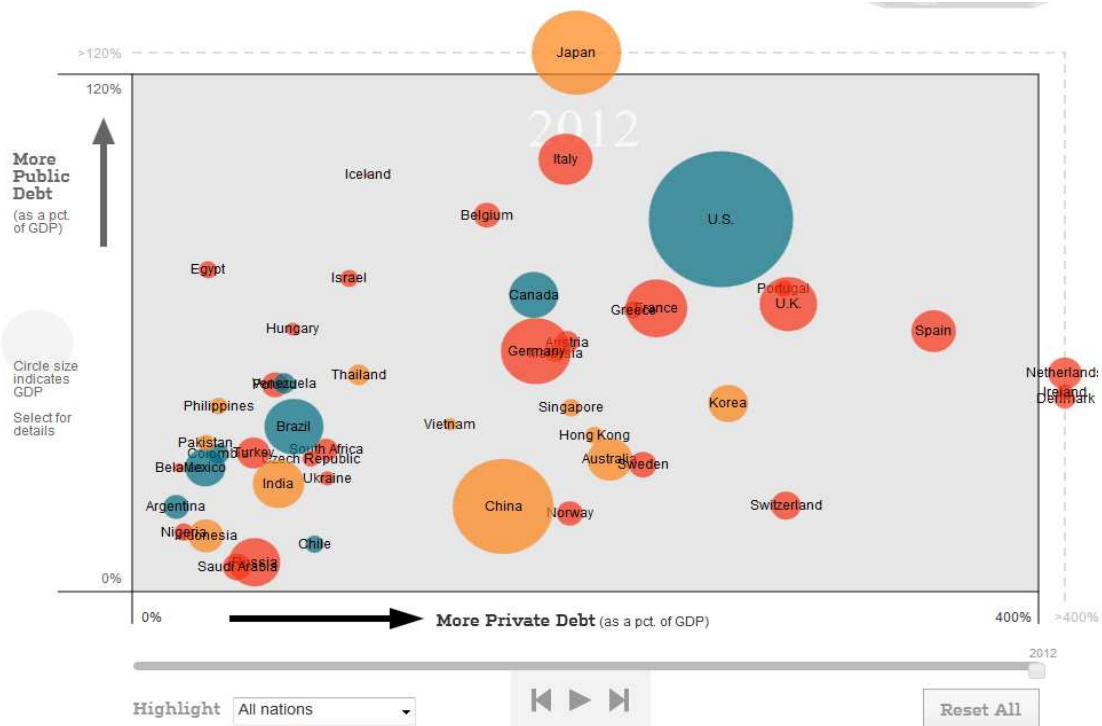 >120%
120%
Japan
2012
More
Public
Debt
(as a pct.
of GDP)
Italy
Iceland
Belgium
U.S.
Egypt
Israel
Canada
Portugal
U.K.
Greece
France
Hungary
Spain
Austria
Germany
Circle size
indicates
GDP
Select for
details
Thailand
Netherlands
Ireland
Denmark
Venezuela
Philippines
Singapore
Korea
Brazil
Vietnam
Hong Kong
Pakistan
Turkey
South Africa
Czech Republic
Australia
Sweden
Mexico
Ukraine
India
Argentina
China
Norway
Switzerland
Nigeria
Indonesia
Chile
Russia
Saudi Arabia
0%
0%
More Private Debt (as a pct. of GDP)
400%
>400%
2012
Highlight
All nations
Reset All